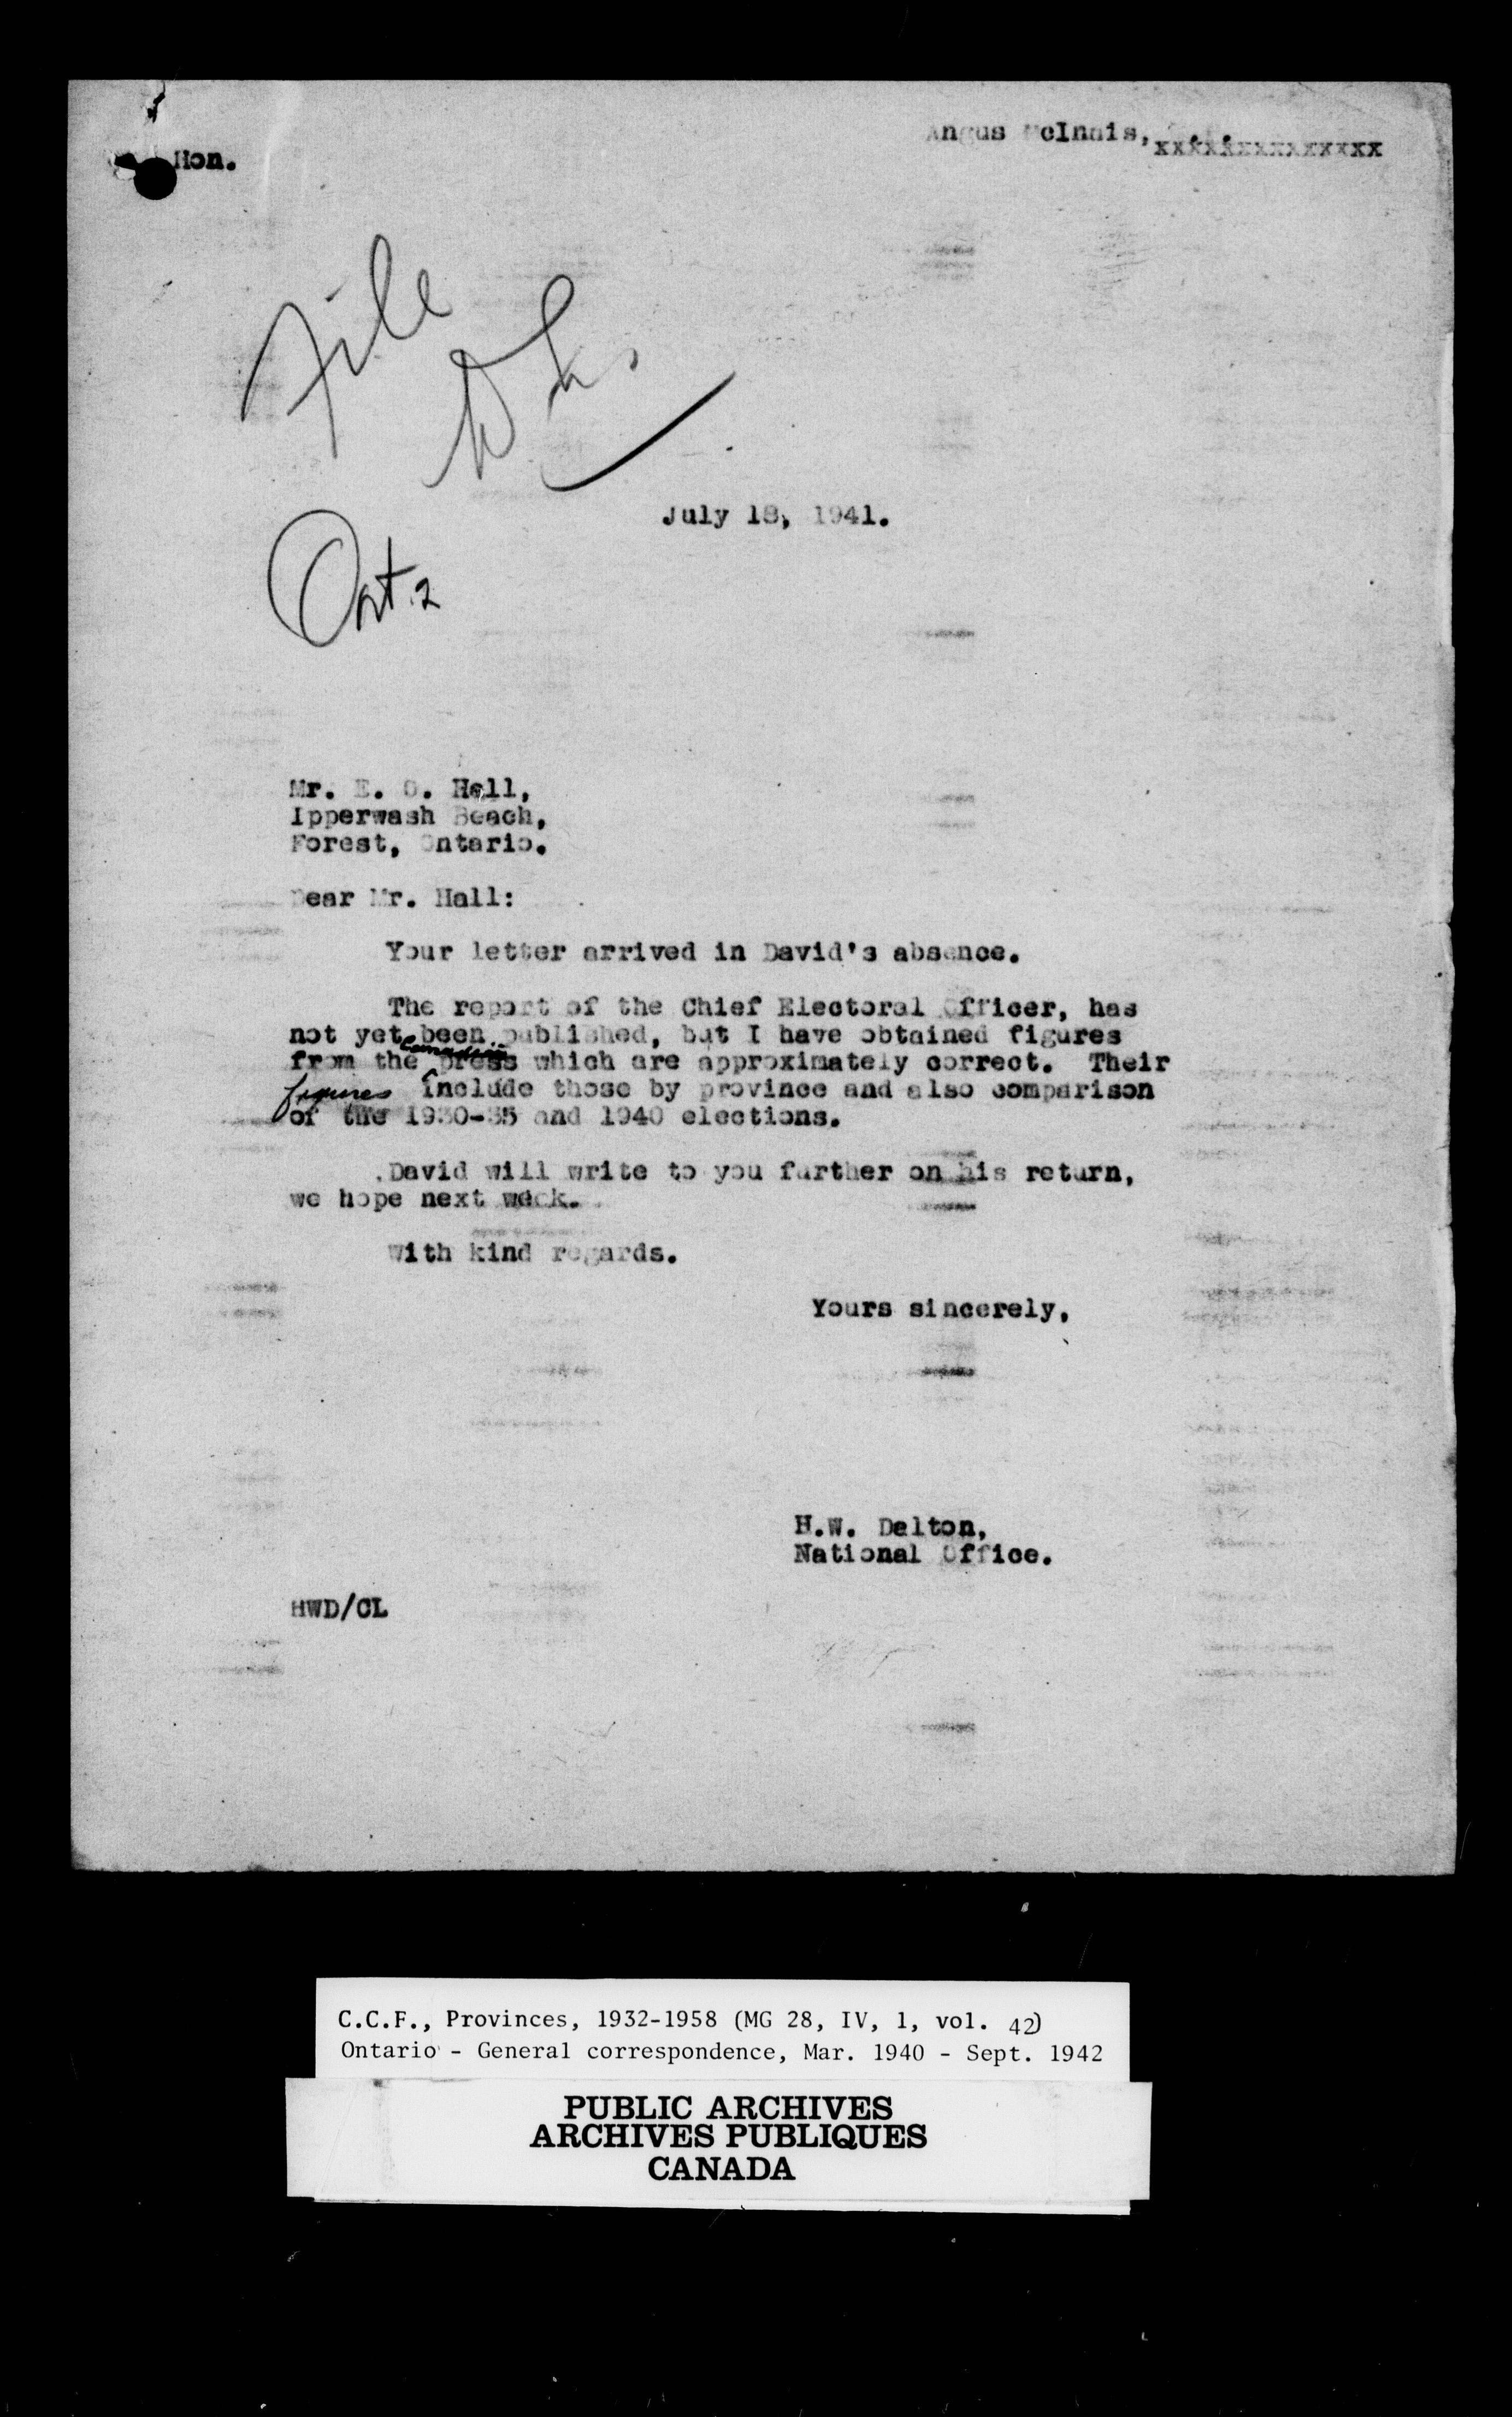 Hon.
Angus McInnis, xxxxxxxxxxxxxx
File
July 18, 1941.
Ont.2
Mr. E. O. Hall,
Ipperwash Beach,
Forest, Ontario.
Dear Mr. Hall:
Your letter arrived in David's absence.
The report of the Chief Electoral Officer, has
not yet been published, but I have obtained figures
from the Canadian press which are approximately correct. Their
figures include those by province and also comparison
of the 1930-35 and 1940 elections.
David will write to you further on his return,
we hope next week.
With kind regards.
Yours sincerely,
H.W. Dalton,
National Office.
HWD/CL
C.C.F., Provinces, 1932-1958 (MG 28, IV, 1, vol. 42)
Ontario - General correspondence, Mar. 1940 - Sept. 1942
PUBLIC ARCHIVES
ARCHIVES PUBLIQUES
CANADA